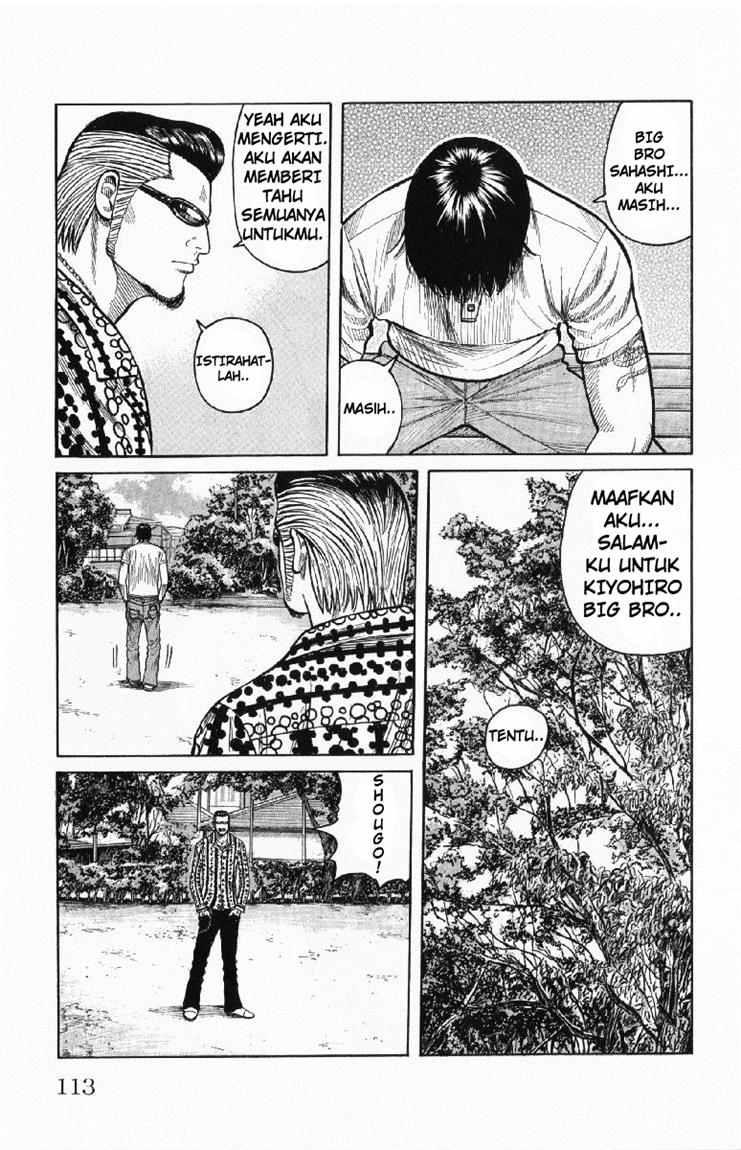 BIG
BRO
SAHASHI...
AKU
MASIH...
MASIH..
YEAH AKU
MENGERTI.
AKU AKAN
MEMBERI
TAHU
SEMUANYA
UNTUKMU.
ISTIRAHAT-
LAH..
MAAFKAN
AKU...
SALAM-
KU UNTUK
KIYOHIRO
BIG BRO..
TENTU..
SHOUGO!
113